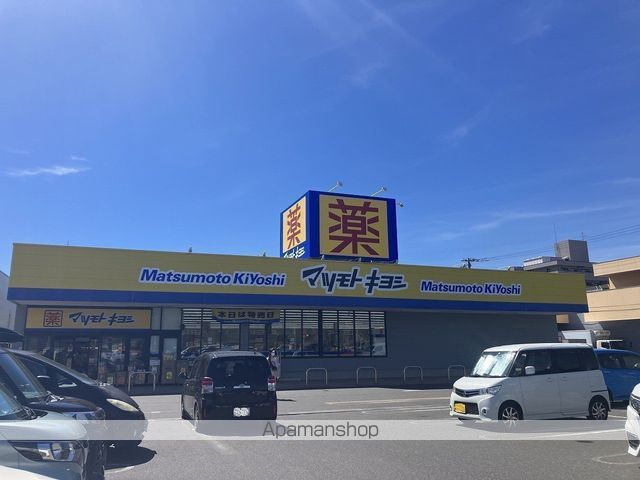 薬
薬
マツモトキヨシ
Matsumoto KiYoshi
マツモトキヨシ
Matsumoto KiYoshi
薬 マツモトキヨシ
本日は特売日
Apamanshop